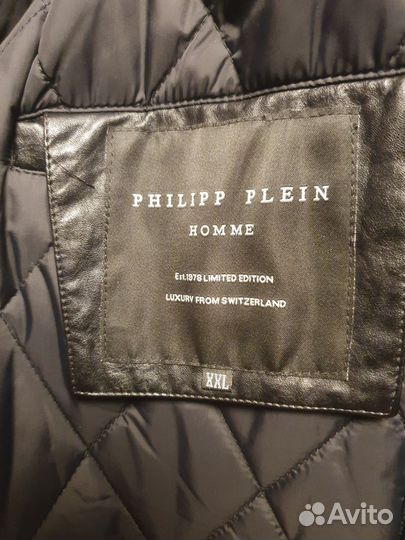 PHILIPP PLEIN
HOMME
Est.1978 LIMITED EDITION
LUXURY FROM SWITZERLAND
XXL
Avito